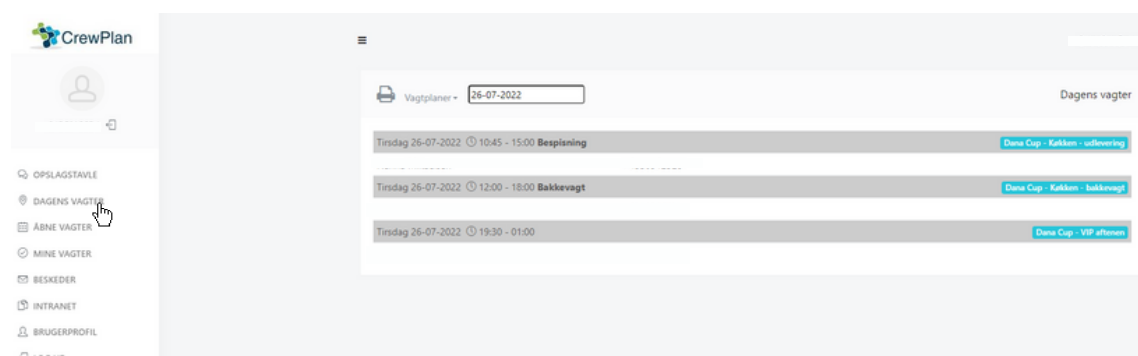 CrewPlan
Vagtplaner
26-07-2022
Dagens vagter
Tirsdag 26-07-2022 10:45 - 15:00 Bespisning
Dana Cup - Køkken - udlevering
Tirsdag 26-07-2022 12:00 - 18:00 Bakkevagt
Dana Cup - Køkken - bakkevagt
Tirsdag 26-07-2022 19:30 - 01:00
Dana Cup - VIP aftenen
OPSLAGSTAVLE
DAGENS VAGTER
ÅBNE VAGTER
MINE VAGTER
BESKEDER
INTRANET
BRUGERPROFIL